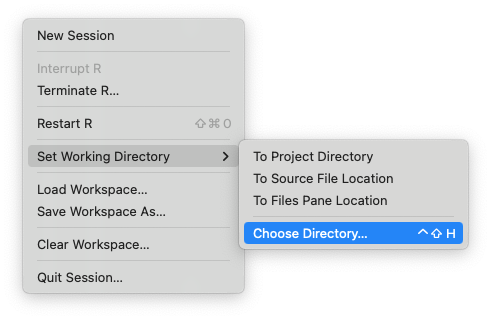 New Session
Interrupt R
Terminate R...
Restart R ⇧⌘0
Set Working Directory
To Project Directory
To Source File Location
To Files Pane Location
Choose Directory... ^⇧H
Load Workspace...
Save Workspace As...
Clear Workspace...
Quit Session...